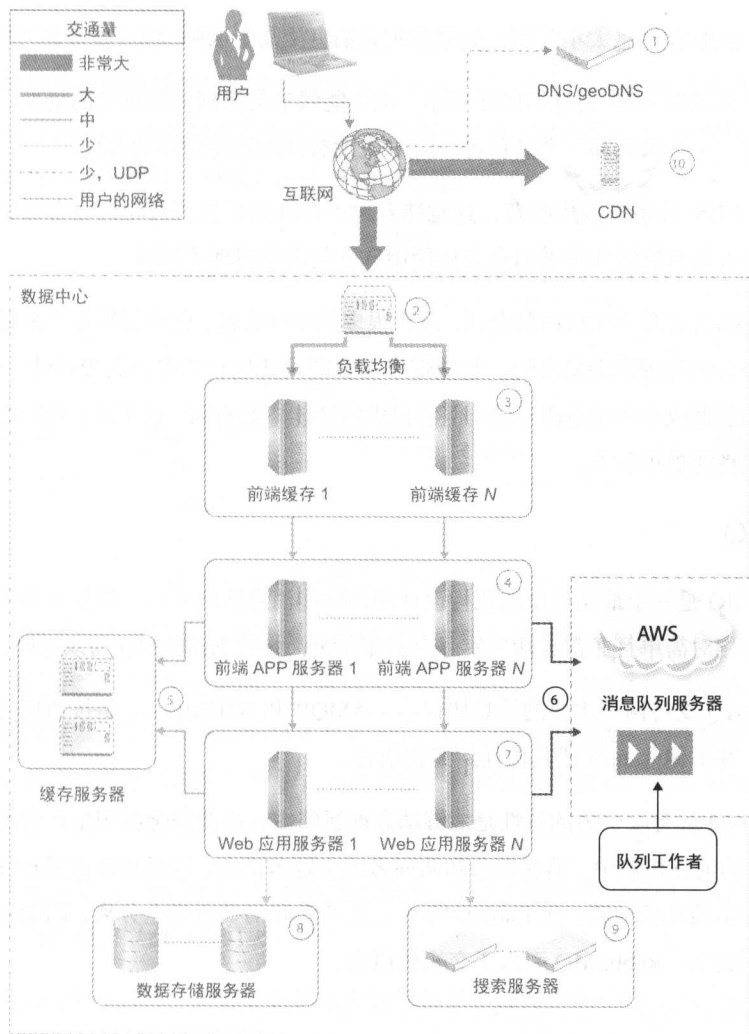 交通量
非常大
大
中
少
少，UDP
用户的网络
用户
1
DNS/geoDNS
互联网
10
CDN
数据中心
2
负载均衡
3
前端缓存 1
前端缓存 N
4
前端 APP 服务器 1
前端 APP 服务器 N
AWS
5
6
消息队列服务器
7
缓存服务器
Web 应用服务器 1
Web 应用服务器 N
队列工作者
8
9
数据存储服务器
搜索服务器